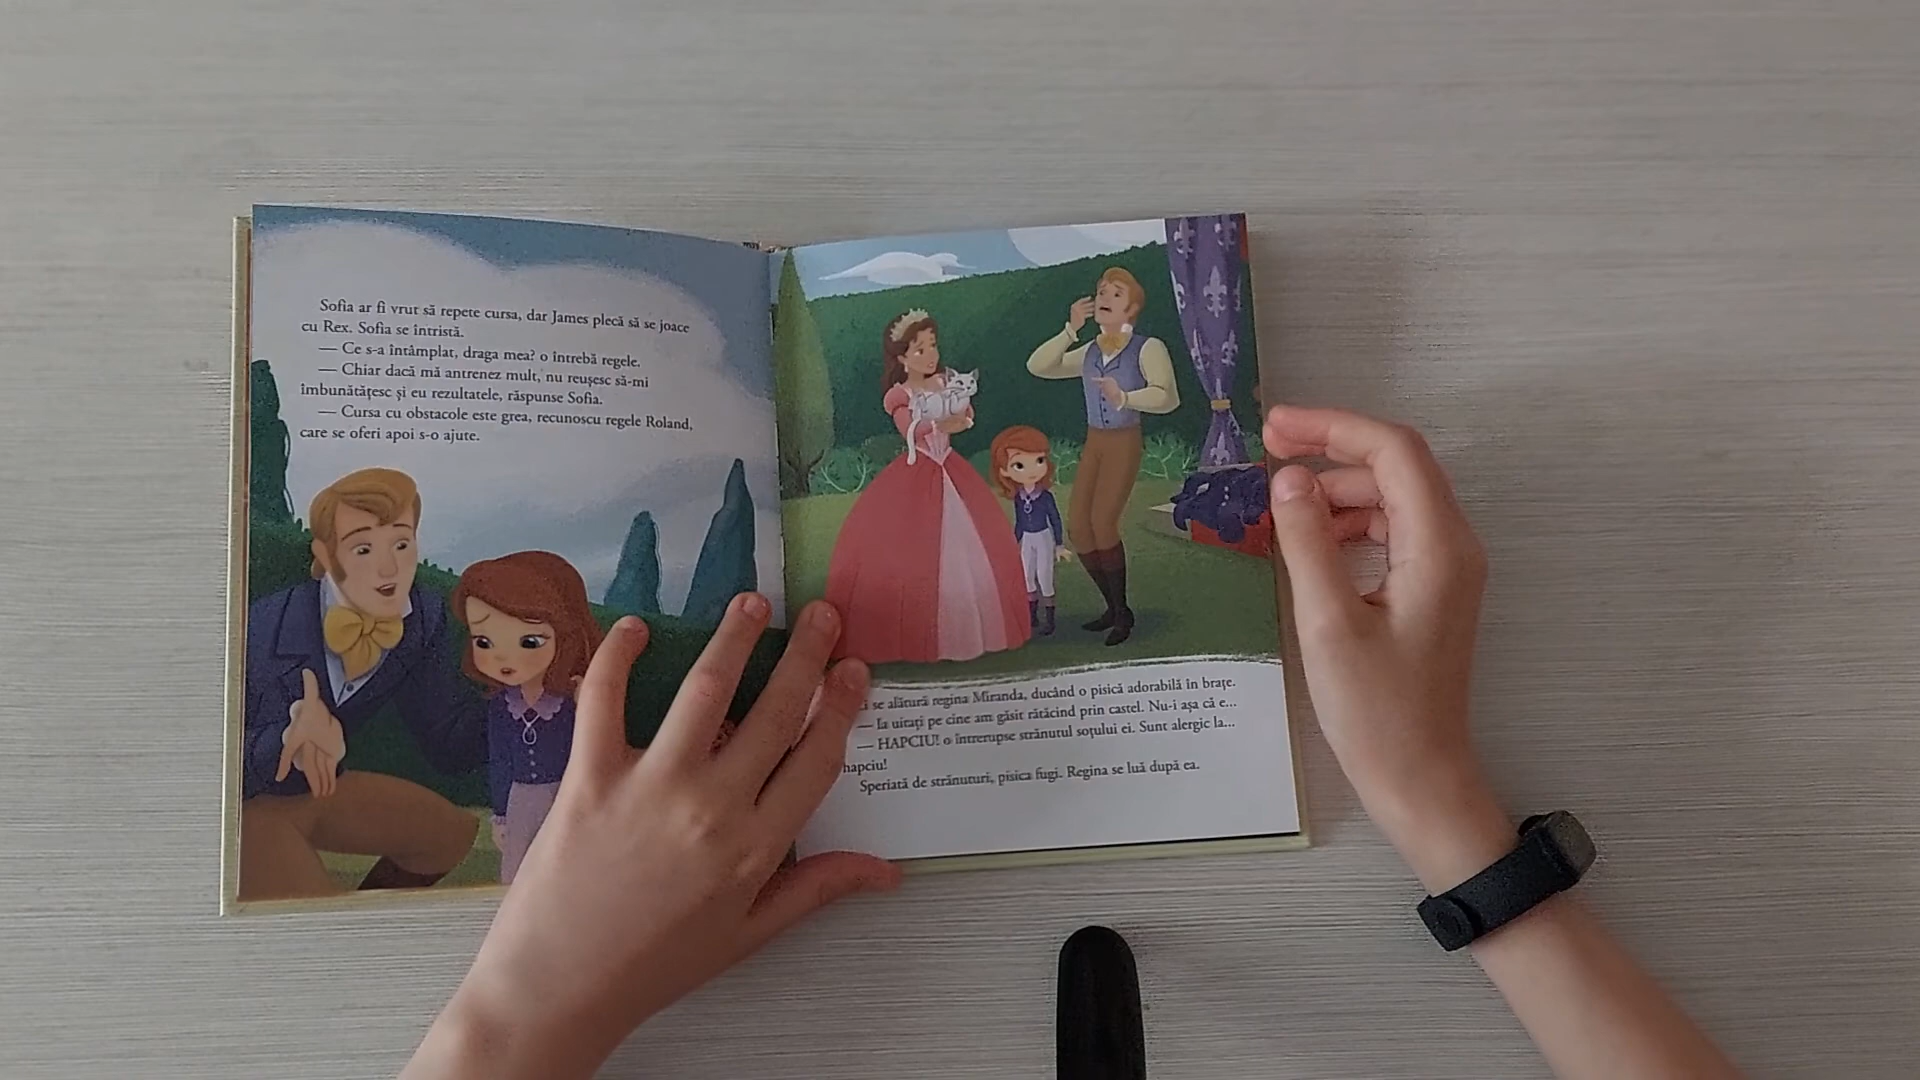 Sofia ar fi vrut să repete cursa, dar James plecă să se joace
cu Rex. Sofia se întristă.
— Ce s-a întâmplat, draga mea? o întrebă regele.
— Chiar dacă mă antrenez mult, nu reușesc să-mi
îmbunătățesc și eu rezultatele, răspunse Sofia.
— Cursa cu obstacole este grea, recunoscu regele Roland,
care se oferi apoi s-o ajute.
se alătură regina Miranda, ducând o pisică adorabilă în brațe.
— Ia uitați pe cine am găsit rătăcind prin castel. Nu-i așa că e...
— HAPCIU! o întrerupse strănutul soțului ei. Sunt alergic la...
hapciu!
Speriată de strănuturi, pisica fugi. Regina se luă după ea.